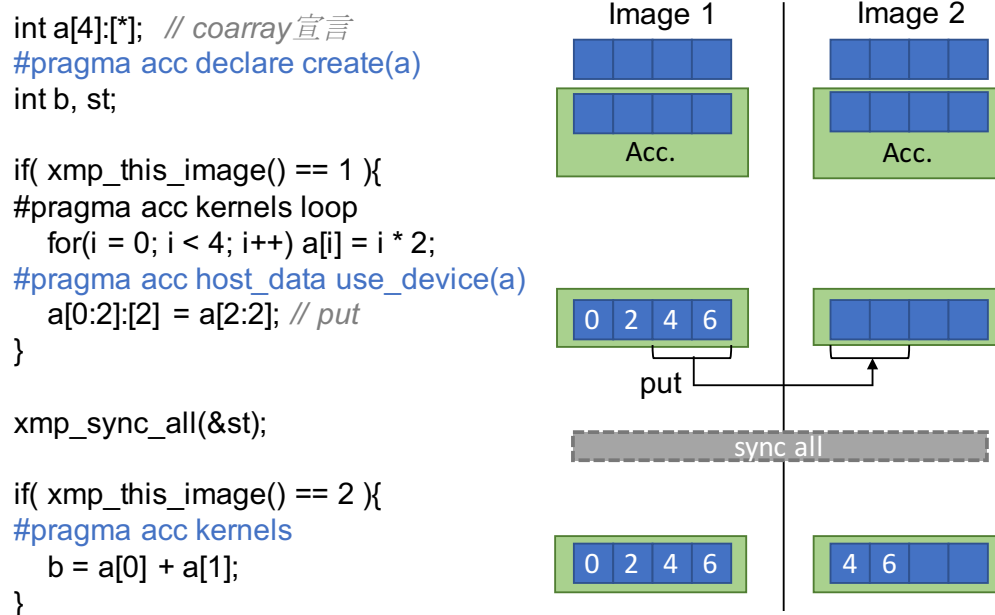 int a[4]:[*]; // coarray宣言
#pragma acc declare create(a)
int b, st;
if( xmp_this_image() == 1 ){
#pragma acc kernels loop
for(i = 0; i < 4; i++) a[i] = i * 2;
#pragma acc host_data use_device(a)
a[0:2]:[2] = a[2:2]; // put
}
xmp_sync_all(&st);
if( xmp_this_image() == 2 ){
#pragma acc kernels
b = a[0] + a[1];
}
Image 1
Image 2
Acc.
Acc.
0 2 4 6
put
sync all
0 2 4 6
4 6